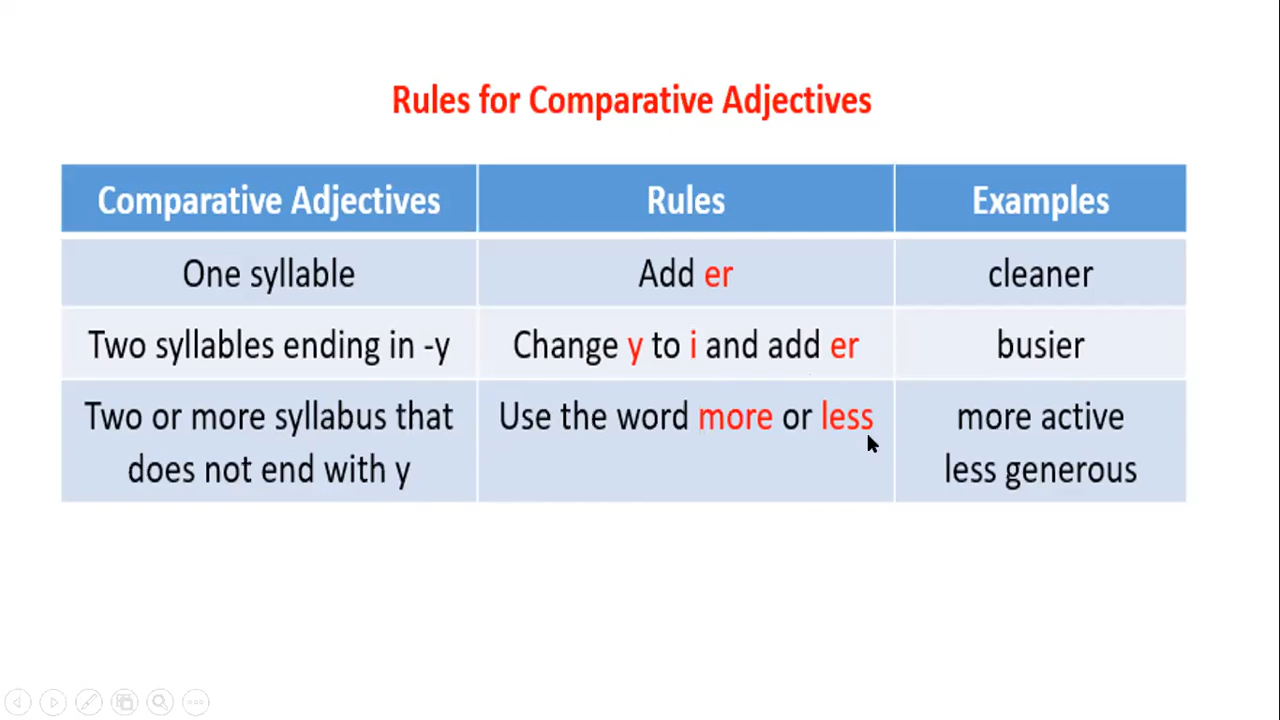 Rules for Comparative Adjectives
Comparative Adjectives
Rules
Examples
One syllable
Add er
cleaner
Two syllables ending in -y
Change y to i and add er
busier
Two or more syllabus that
does not end with y
Use the word more or less
more active
less generous